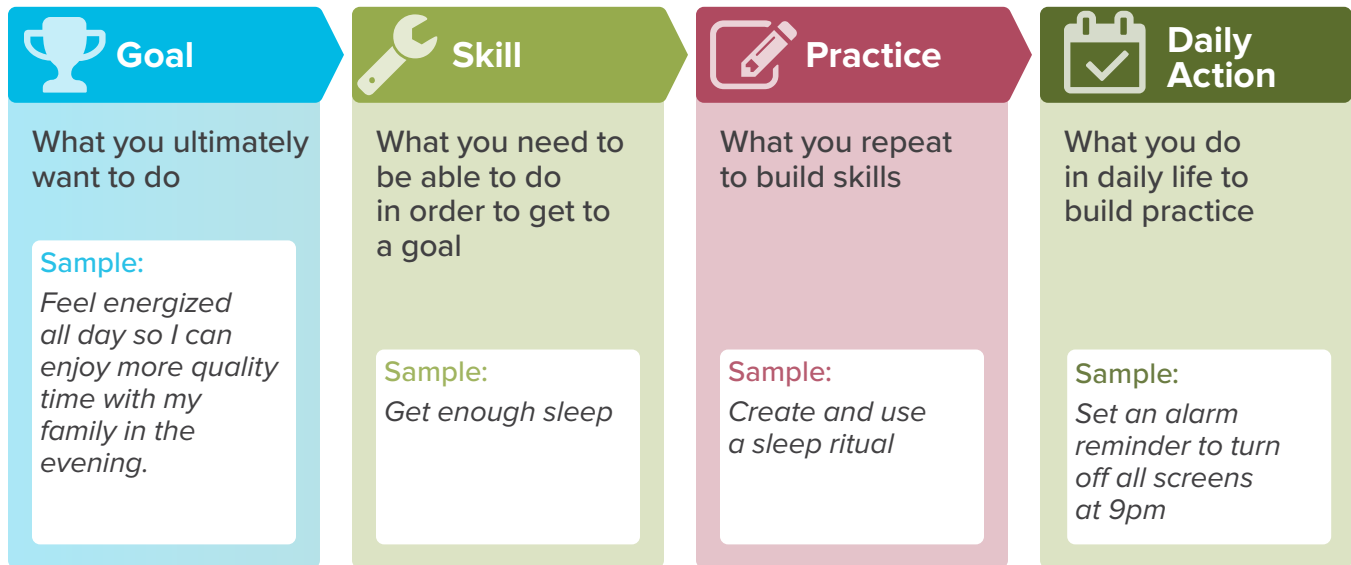 Goal
What you ultimately
want to do
Sample:
Feel energized
all day so I can
enjoy more quality
time with my
family in the
evening.
Skill
What you need to
be able to do
in order to get to
a goal
Sample:
Get enough sleep
Practice
What you repeat
to build skills
Sample:
Create and use
a sleep ritual
Daily
Action
What you do
in daily life to
build practice
Sample:
Set an alarm
reminder to turn
off all screens
at 9pm